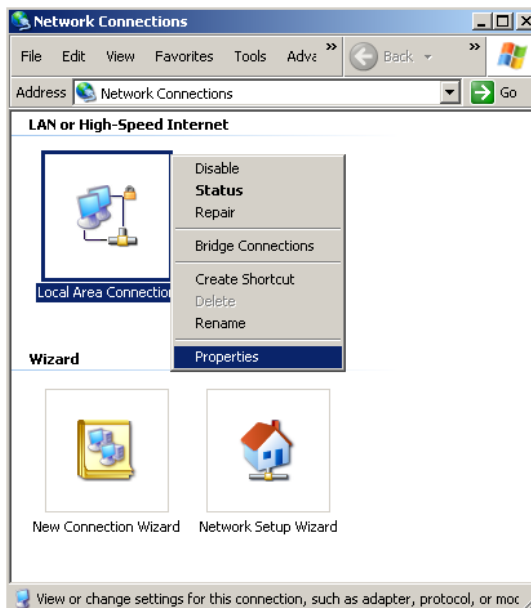 Network Connections
File Edit View Favorites Tools Adva » Back »
Address Network Connections Go
LAN or High-Speed Internet
Local Area Connection
Disable
Status
Repair
Bridge Connections
Create Shortcut
Delete
Rename
Properties
Wizard
New Connection Wizard Network Setup Wizard
View or change settings for this connection, such as adapter, protocol, or moc